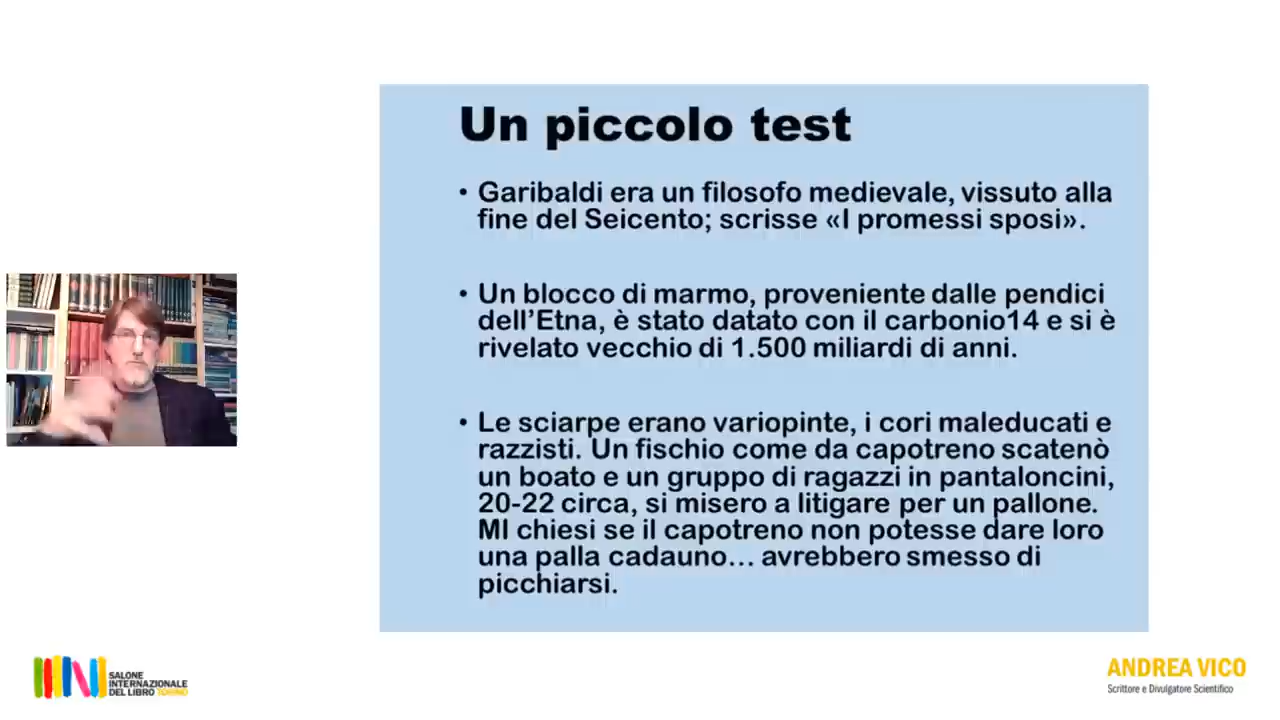 Un piccolo test
• Garibaldi era un filosofo medievale, vissuto alla
fine del Seicento; scrisse «I promessi sposi».
• Un blocco di marmo, proveniente dalle pendici
dell'Etna, è stato datato con il carbonio14 e si è
rivelato vecchio di 1.500 miliardi di anni.
• Le sciarpe erano variopinte, i cori maleducati e
razzisti. Un fischio come da capotreno scatenò
un boato e un gruppo di ragazzi in pantaloncini,
20-22 circa, si misero a litigare per un pallone.
MI chiesi se il capotreno non potesse dare loro
una palla cadauno... avrebbero smesso di
picchiarsi.
SALONE
INTERNAZIONALE
DEL LIBRO TORINO
ANDREA VICO
Scrittore e Divulgatore Scientifico